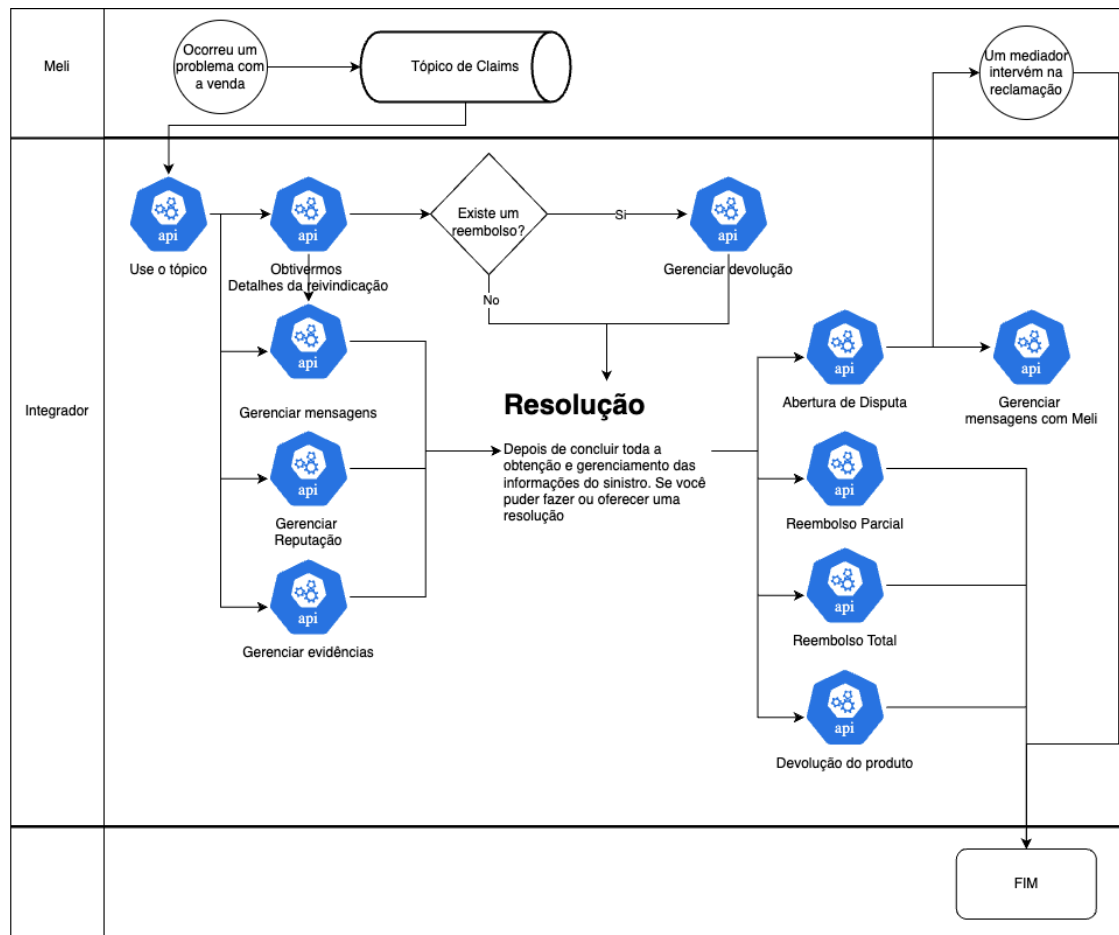 Meli
Ocorreu um
problema com
a venda
Tópico de Claims
Um mediador
intervém na
reclamação
Integrador
api
Use o tópico
api
Obtivermos
Detalhes da reivindicação
Existe um
reembolso?
Si
No
api
Gerenciar devolução
api
Gerenciar mensagens
api
Gerenciar
Reputação
api
Gerenciar evidências
Resolução
Depois de concluir toda a
obtenção e gerenciamento das
informações do sinistro. Se você
puder fazer ou oferecer uma
resolução
api
Abertura de Disputa
api
Gerenciar
mensagens com Meli
api
Reembolso Parcial
api
Reembolso Total
api
Devolução do produto
FIM